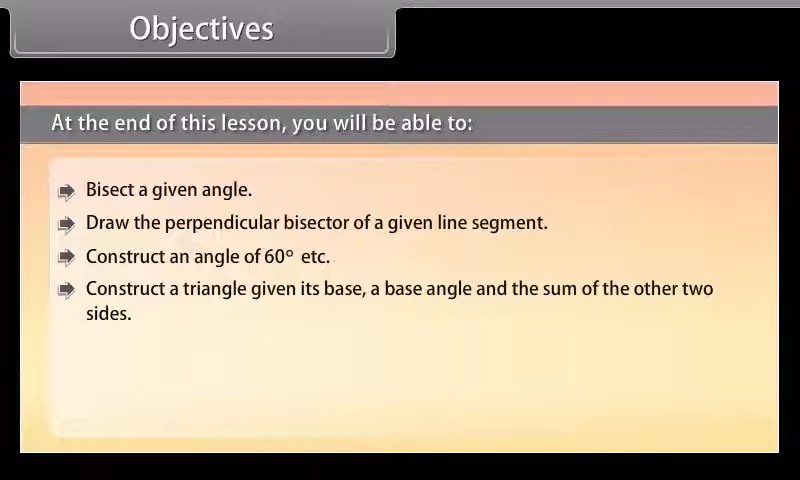 Objectives
At the end of this lesson, you will be able to:
Bisect a given angle.
Draw the perpendicular bisector of a given line segment.
Construct an angle of 60º etc.
Construct a triangle given its base, a base angle and the sum of the other two
sides.